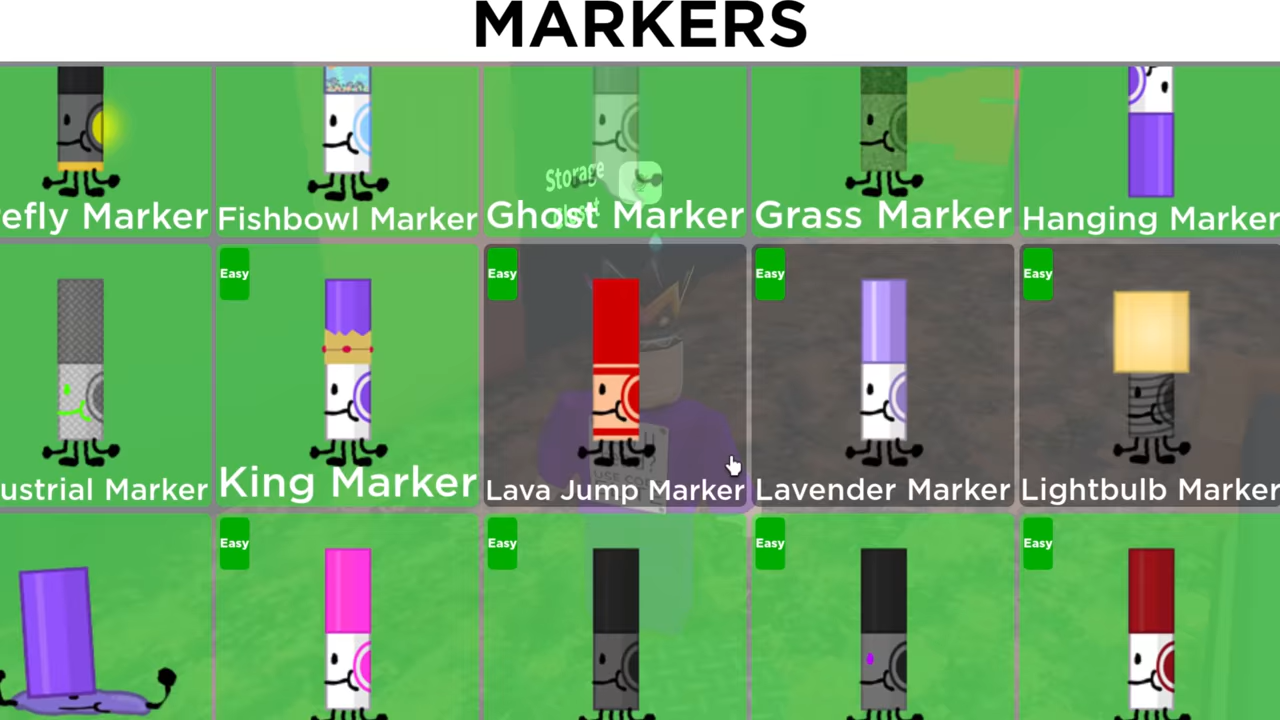 MARKERS
Storage
efly Marker
Fishbowl Marker
Ghost Marker
Grass Marker
Hanging Marker
Easy
Easy
Easy
Easy
ustrial Marker
King Marker
Lava Jump Marker
Lavender Marker
Lightbulb Marker
Easy
Easy
Easy
Easy